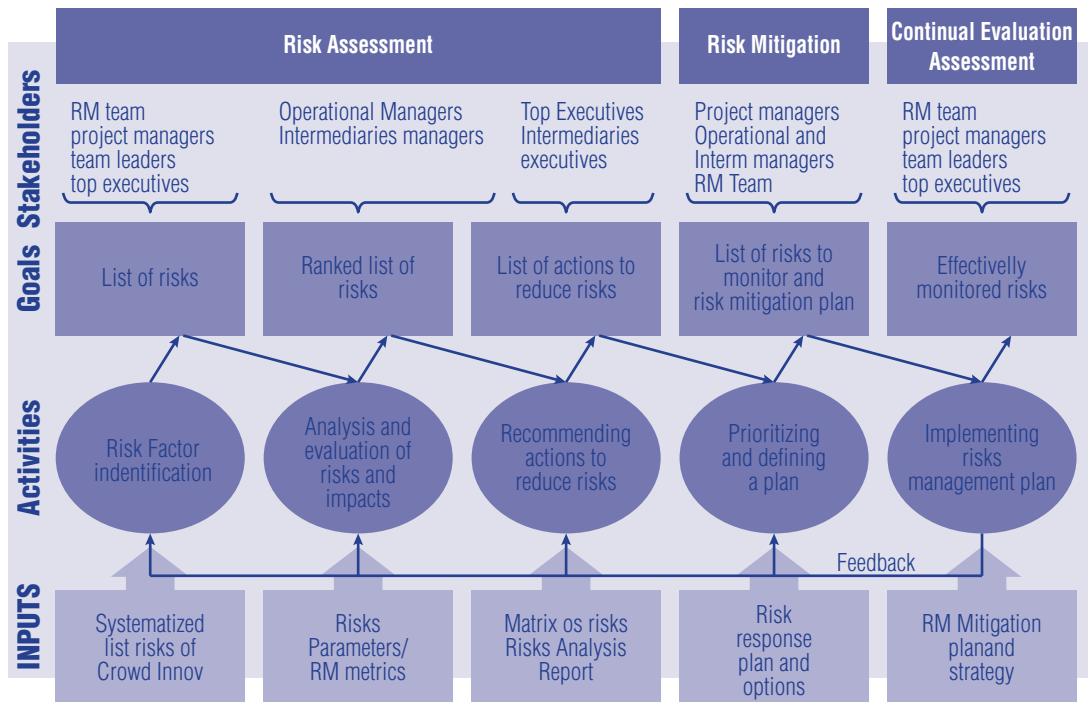 Risk Assessment
Risk Mitigation
Continual Evaluation
Assessment
Stakeholders
RM team
project managers
team leaders
top executives
Operational Managers
Intermediaries managers
Top Executives
Intermediaries
executives
Project managers
Operational and
Interm managers
RM Team
RM team
project managers
team leaders
top executives
Goals
List of risks
Ranked list of
risks
List of actions to
reduce risks
List of risks to
monitor and
risk mitigation plan
Effectivelly
monitored risks
Activities
Risk Factor
indentification
Analysis and
evaluation of
risks and
impacts
Recommending
actions to
reduce risks
Prioritizing
and defining
a plan
Implementing
risks
management plan
Feedback
INPUTS
Systematized
list risks of
Crowd Innov
Risks
Parameters/
RM metrics
Matrix os risks
Risks Analysis
Report
Risk
response
plan and
options
RM Mitigation
planand
strategy